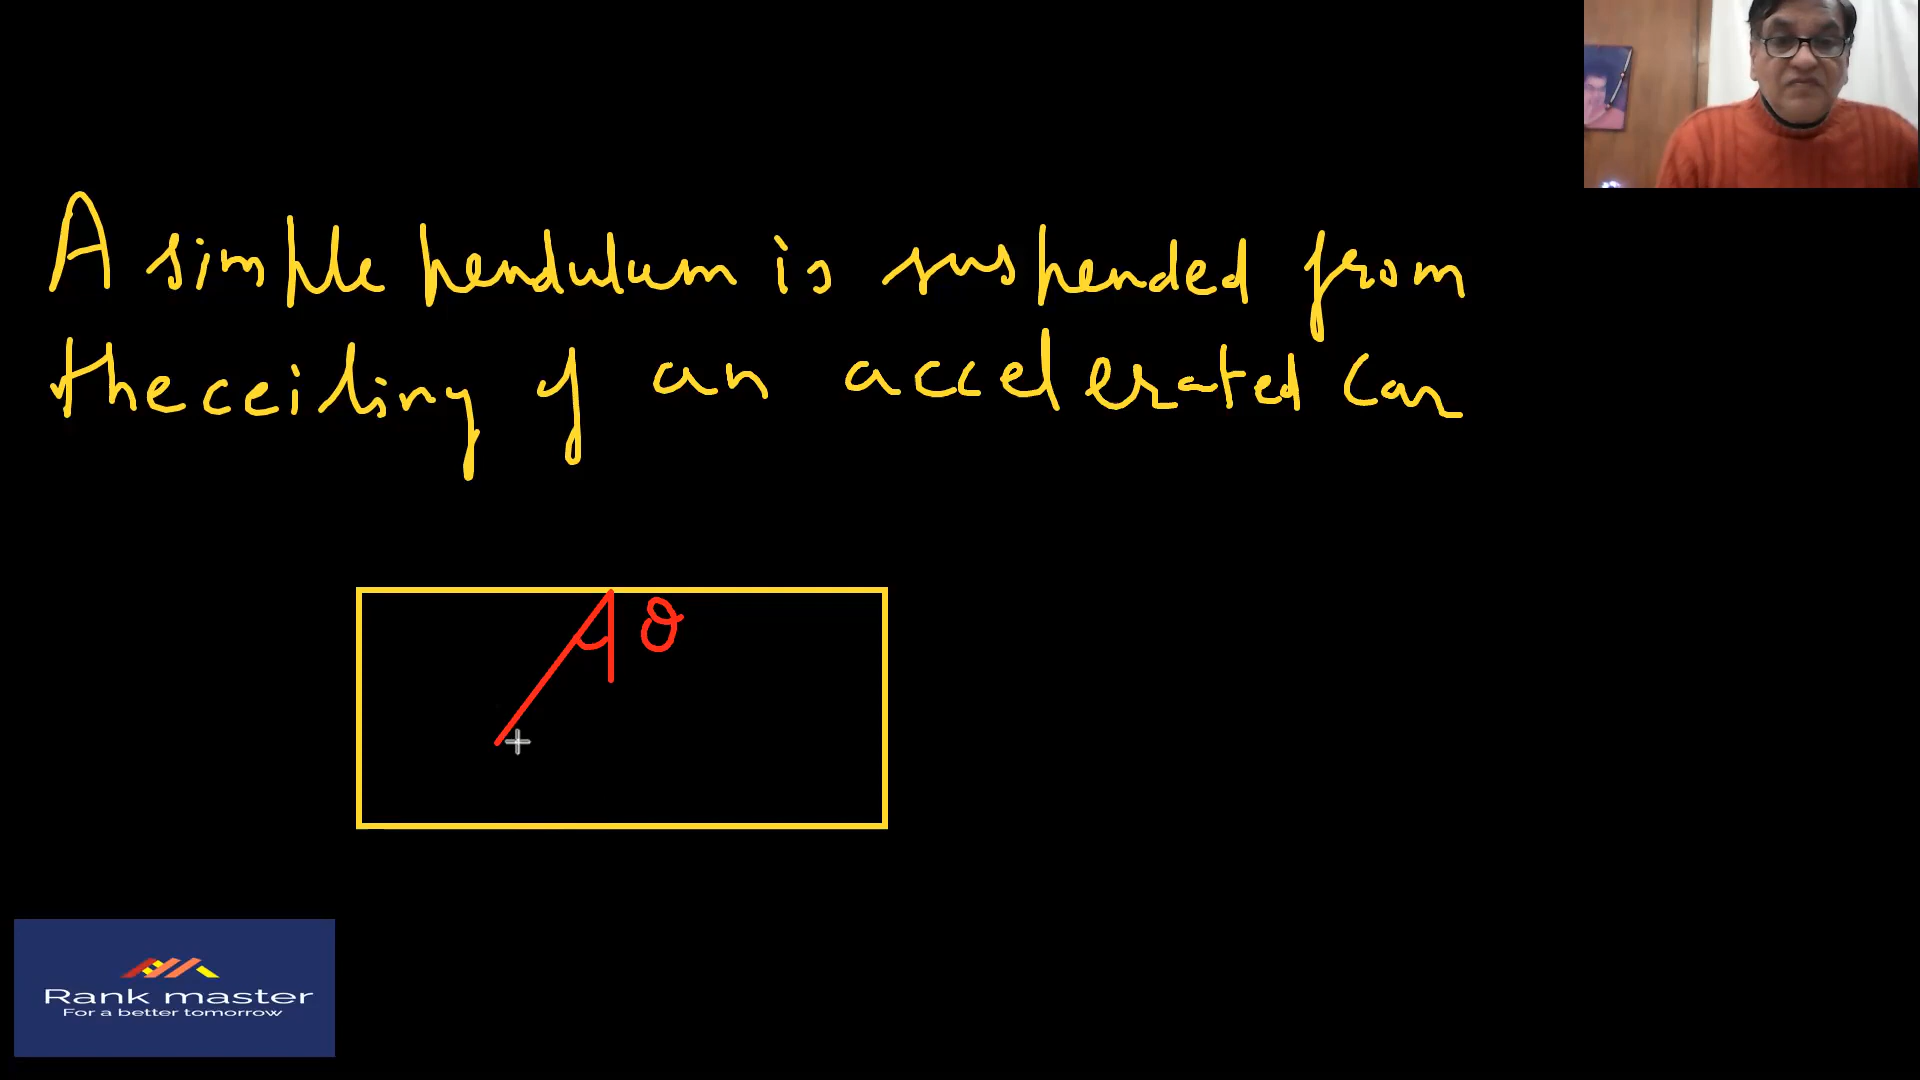 A simple pendulum is suspended from
the ceiling of an accelerated car
θ
Rank master
For a better tomorrow